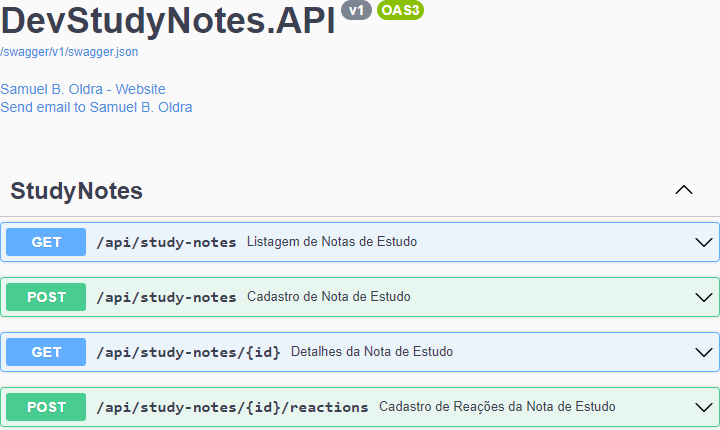 DevStudyNotes.API v1 OAS3
/swagger/v1/swagger.json
Samuel B. Oldra - Website
Send email to Samuel B. Oldra
StudyNotes
GET /api/study-notes Listagem de Notas de Estudo
POST /api/study-notes Cadastro de Nota de Estudo
GET /api/study-notes/{id} Detalhes da Nota de Estudo
POST /api/study-notes/{id}/reactions Cadastro de Reações da Nota de Estudo